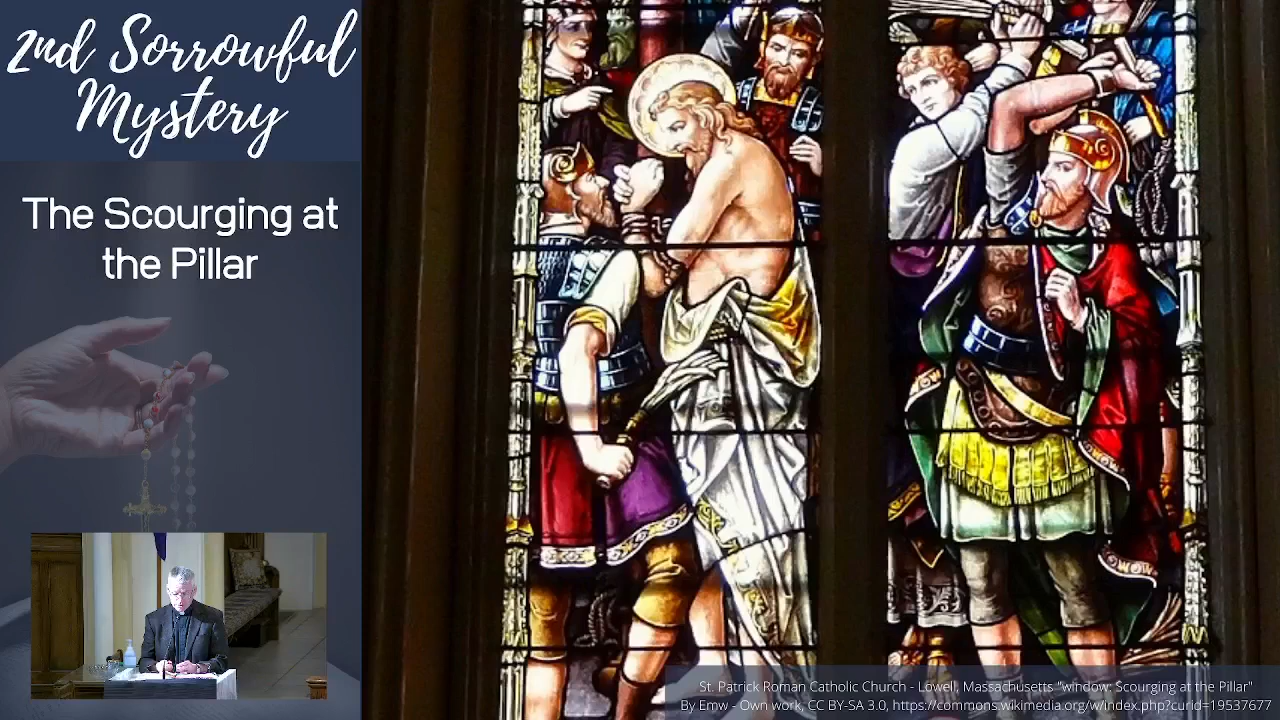 2nd Sorrowful
Mystery
The Scourging at
the Pillar
St. Patrick Roman Catholic Church - Lowell, Massachusetts "window: Scourging at the Pillar"
By Emw - Own work, CC BY-SA 3.0, https://commons.wikimedia.org/w/index.php?curid=19537677